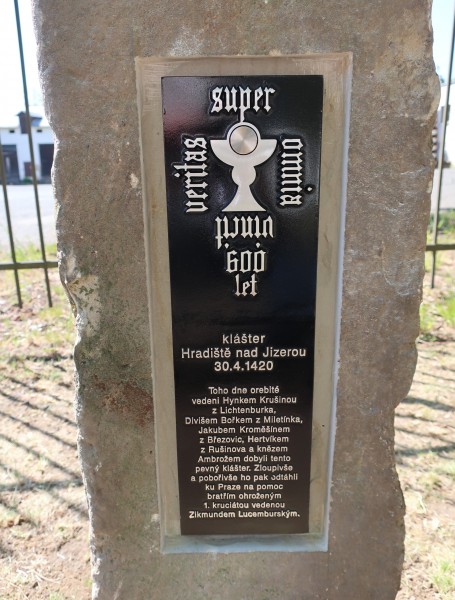 super
veritas
omnia
vincit
600
let
klášter
Hradiště nad Jizerou
30.4.1420
Toho dne orebité
vedeni Hynkem Krušinou
z Lichtenburka,
Divišem Bořkem z Miletínka,
Jakubem Kroměšínem
z Březovic, Hertvíkem
z Rušinova a knězem
Ambrožem dobyli tento
pevný klášter. Zloupivše
a pobořivše ho pak odtáhli
ku Praze na pomoc
bratřím ohroženým
1. kruciátou vedenou
Zikmundem Lucemburským.